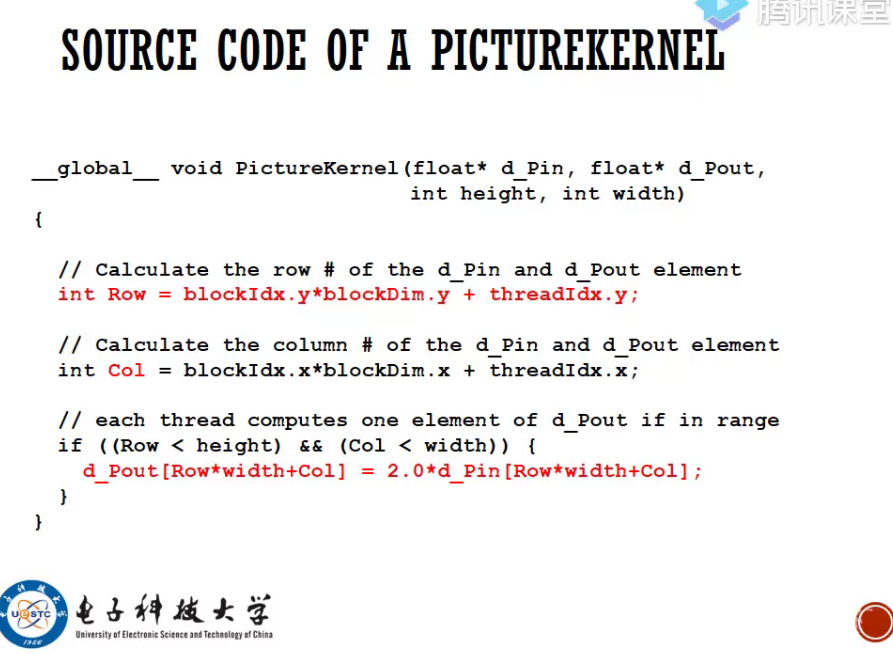 腾讯课堂
SOURCE CODE OF A PICTUREKERNEL
__global__ void PictureKernel(float* d_Pin, float* d_Pout,
int height, int width)
{
// Calculate the row # of the d_Pin and d_Pout element
int Row = blockIdx.y*blockDim.y + threadIdx.y;
// Calculate the column # of the d_Pin and d_Pout element
int Col = blockIdx.x*blockDim.x + threadIdx.x;
// each thread computes one element of d_Pout if in range
if ((Row < height) && (Col < width)) {
d_Pout[Row*width+Col] = 2.0*d_Pin[Row*width+Col];
}
}
UESTC
1956
电子科技大学
University of Electronic Science and Technology of China